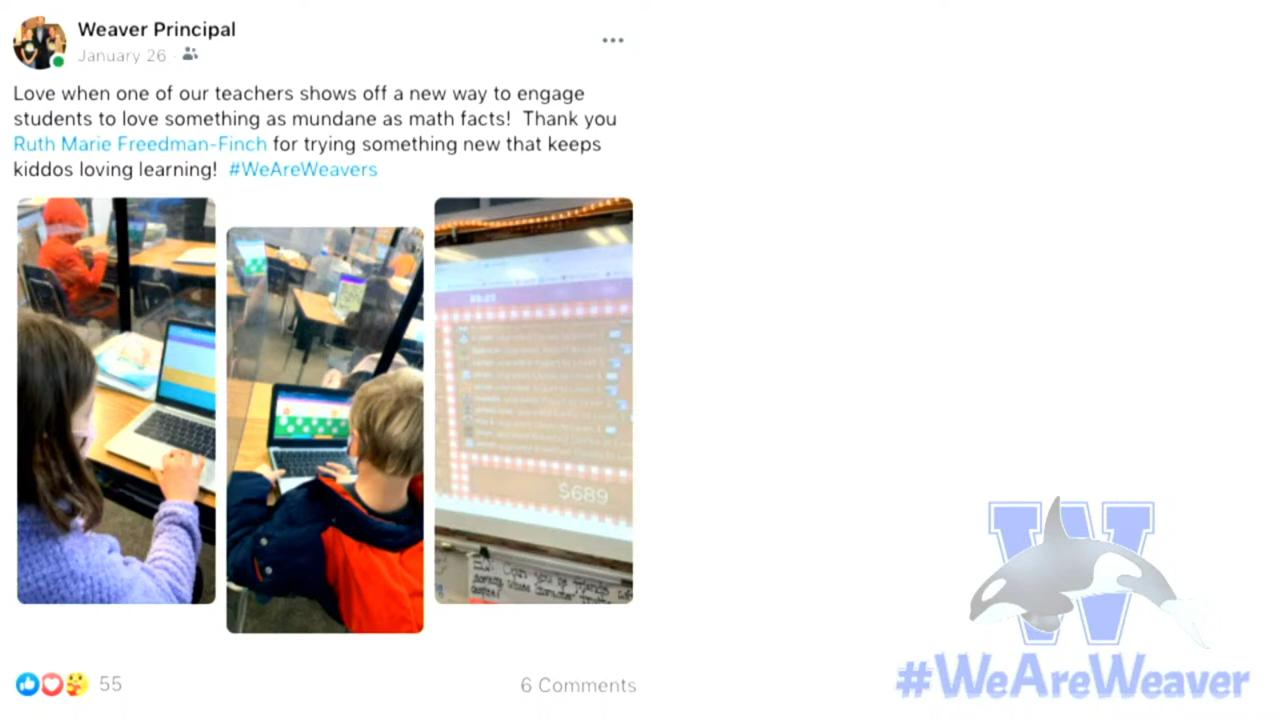 Weaver Principal
January 26
Love when one of our teachers shows off a new way to engage
students to love something as mundane as math facts! Thank you
Ruth Marie Freedman-Finch for trying something new that keeps
kiddos loving learning! #WeAreWeavers
$689
55
6 Comments
W
#WeAreWeaver